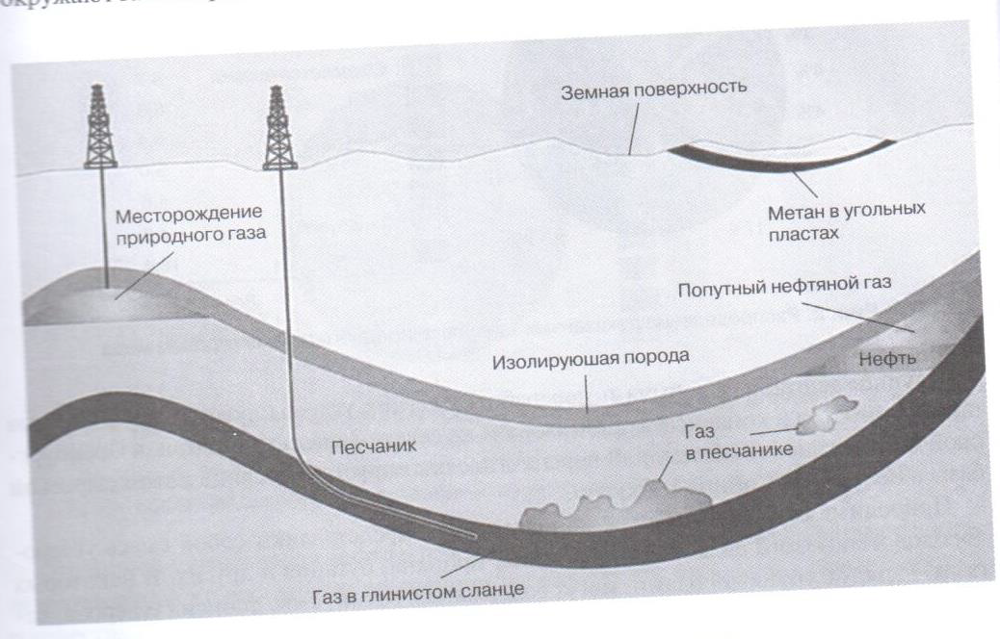 Земная поверхность
Месторождение
природного газа
Метан в угольных
пластах
Попутный нефтяной газ
Изолируюшая порода
Нефть
Песчаник
Газ
в песчанике
Газ в глинистом сланце